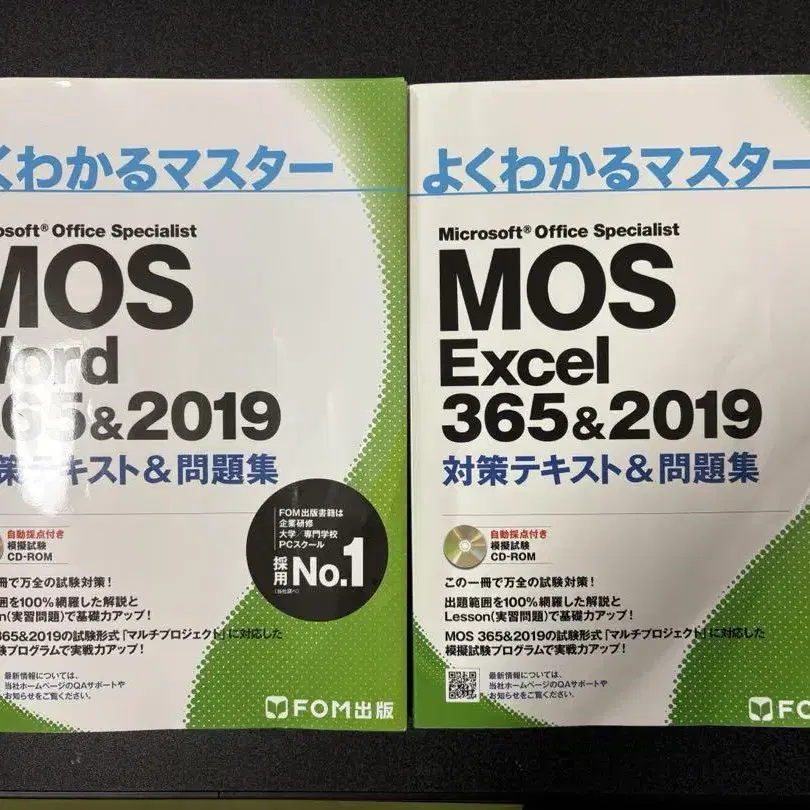 くわかるマスター
osoft® Office Specialist
MOS
Word
365&2019
策テキスト&問題集
FOM出版書籍は
企業研修
大学/専門学校
PCスクール
採用 No.1
自動採点付き
模擬試験
CD-ROM
冊で万全の試験対策！
囲を100%網羅した解説と
n(実習問題)で基礎力アップ！
365&2019の試験形式「マルチプロジェクト」に対応した
験プログラムで実戦力アップ！
最新情報については、
当社ホームページのQAサポートや
お知らせをご覧ください。
FOM出版
よくわかるマスター
Microsoft® Office Specialist
MOS
Excel
365&2019
対策テキスト&問題集
自動採点付き
模擬試験
CD-ROM
この一冊で万全の試験対策！
出題範囲を100%網羅した解説と
Lesson(実習問題)で基礎力アップ！
MOS 365&2019の試験形式「マルチプロジェクト」に対応した
模擬試験プログラムで実戦力アップ！
最新情報については、
当社ホームページのQAサポートや
お知らせをご覧ください。
FO